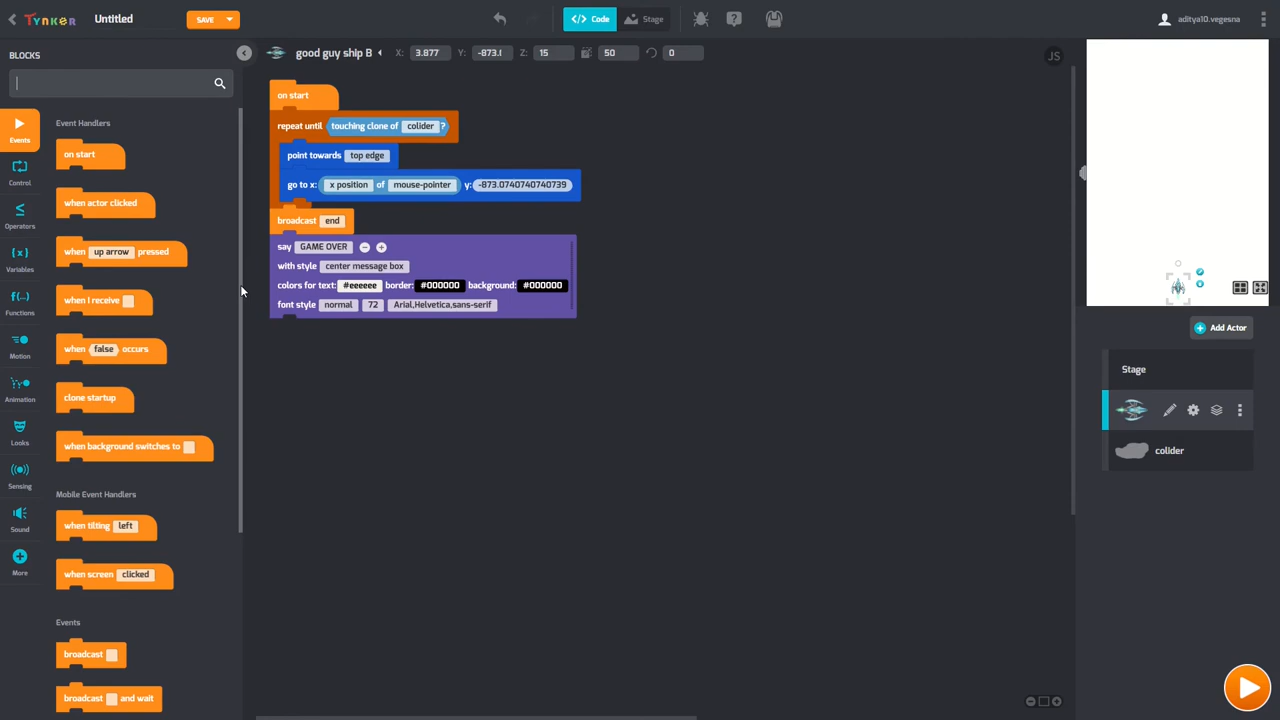 TYNKER
Untitled
SAVE
</> Code
Stage
aditya10.vegesna
BLOCKS
good guy ship B
X: 3.877
Y: -873.(
Z: 15
50
0
JS
Events
Control
Operators
Variables
Functions
Motion
Animation
Looks
Sensing
Sound
More
Event Handlers
on start
when actor clicked
when up arrow pressed
when I receive
when false occurs
clone startup
when background switches to
Mobile Event Handlers
when tilting left
when screen clicked
Events
broadcast
broadcast and wait
on start
repeat until touching clone of colider ?
point towards top edge
go to x: x position of mouse-pointer y: -873.0740740740739
broadcast end
say GAME OVER
with style center message box
colors for text: #eeeeee border: #000000 background: #000000
font style normal 72 Arial,Helvetica,sans-serif
Add Actor
Stage
colider